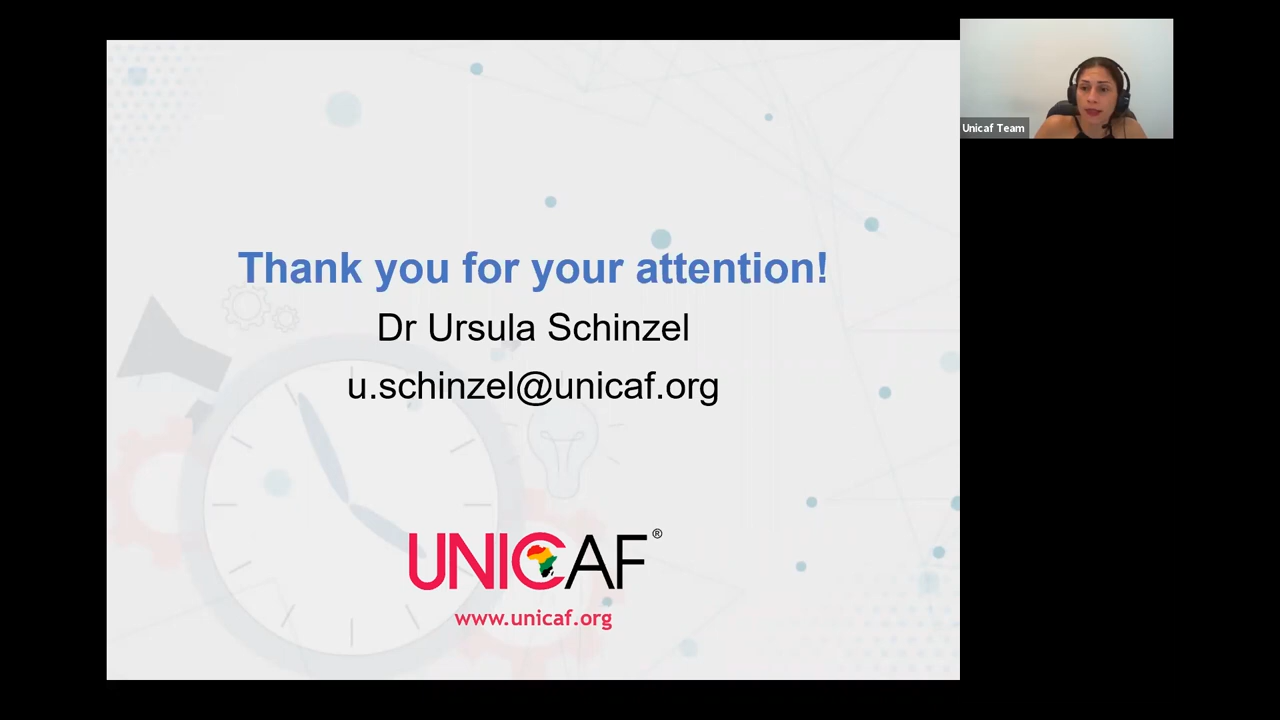 Thank you for your attention!
Dr Ursula Schinzel
u.schinzel@unicaf.org
UNICAF®
www.unicaf.org
Unicaf Team